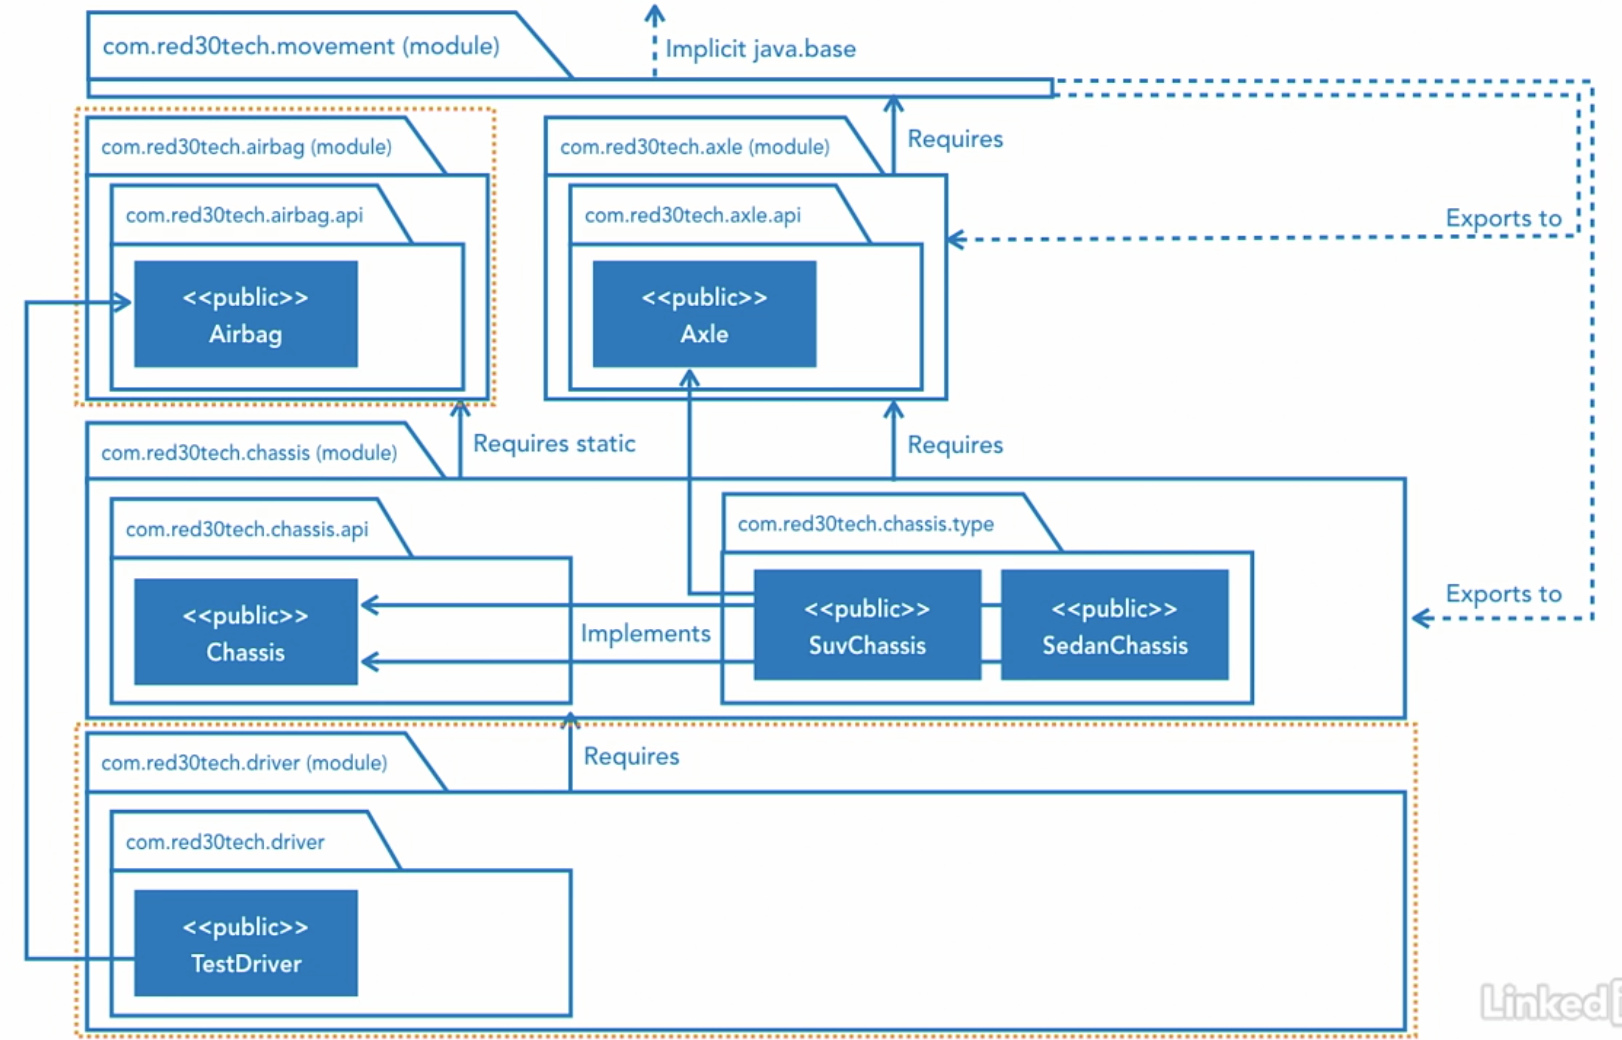 com.red30tech.movement (module)
Implicit java.base
com.red30tech.airbag (module)
com.red30tech.axle (module)
Requires
com.red30tech.airbag.api
com.red30tech.axle.api
Exports to
<<public>>
Airbag
<<public>>
Axle
Requires static
Requires
com.red30tech.chassis (module)
com.red30tech.chassis.api
com.red30tech.chassis.type
<<public>>
Chassis
Implements
<<public>>
SuvChassis
<<public>>
SedanChassis
Exports to
com.red30tech.driver (module)
Requires
com.red30tech.driver
<<public>>
TestDriver
Linked